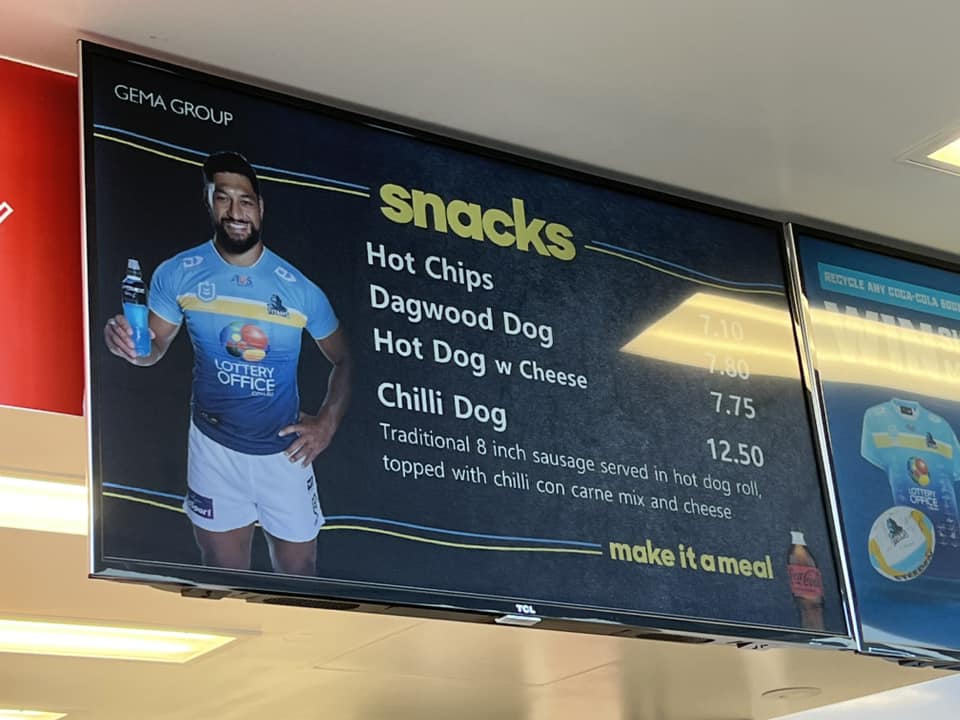 GEMA GROUP
snacks
Hot Chips 7.10
Dagwood Dog 7.80
Hot Dog w Cheese 7.75
Chilli Dog 12.50
Traditional 8 inch sausage served in hot dog roll,
topped with chilli con carne mix and cheese
make it a meal
LOTTERY
OFFICE
TCL
RECYCLE ANY COCA-COLA
LOTTERY
OFFICE